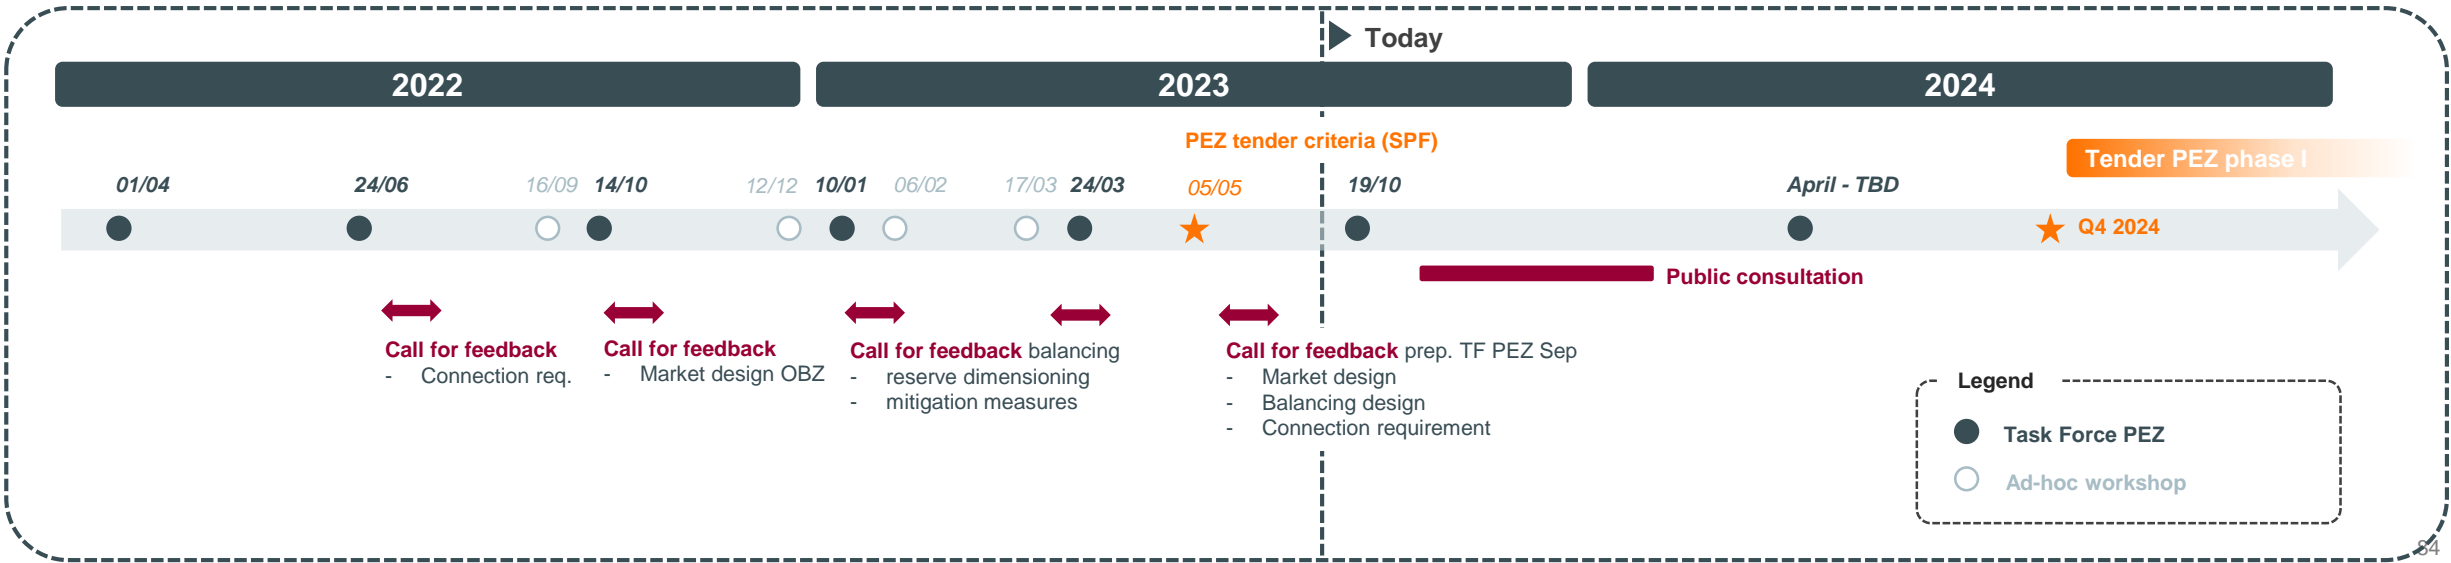 Today
2022
2023
2024
PEZ tender criteria (SPF)
Tender PEZ phase I
01/04
24/06
16/09
14/10
12/12
10/01
06/02
17/03
24/03
05/05
19/10
April - TBD
Q4 2024
Public consultation
Call for feedback
- Connection req.
Call for feedback
- Market design OBZ
Call for feedback balancing
- reserve dimensioning
- mitigation measures
Call for feedback prep. TF PEZ Sep
- Market design
- Balancing design
- Connection requirement
Legend
Task Force PEZ
Ad-hoc workshop
84